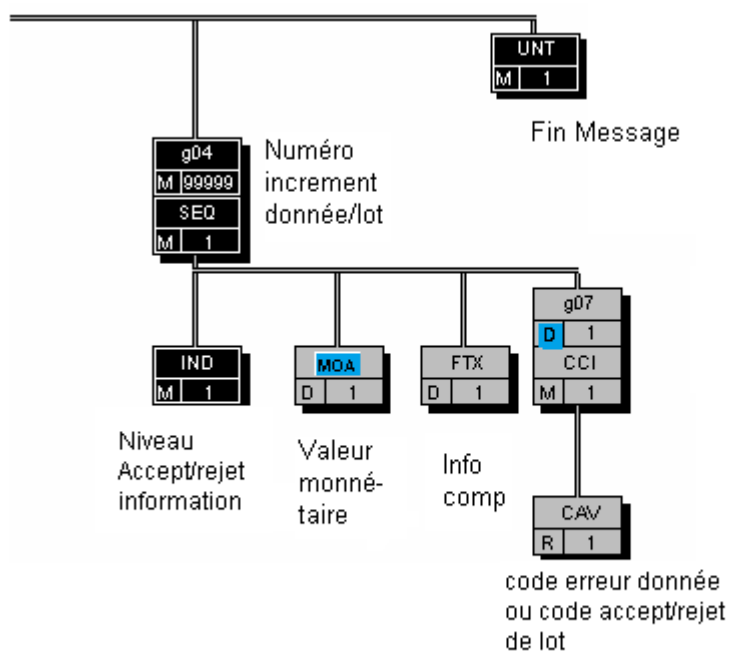 UNT
M 1
Fin Message
g04
M 99999
SEQ
M 1
Numéro
increment
donnée/lot
g07
D 1
CCI
M 1
IND
M 1
MOA
D 1
FTX
D 1
Niveau
Accept/rejet
information
Valeur
monné-
taire
Info
comp
CAV
R 1
code erreur donnée
ou code accept/rejet
de lot